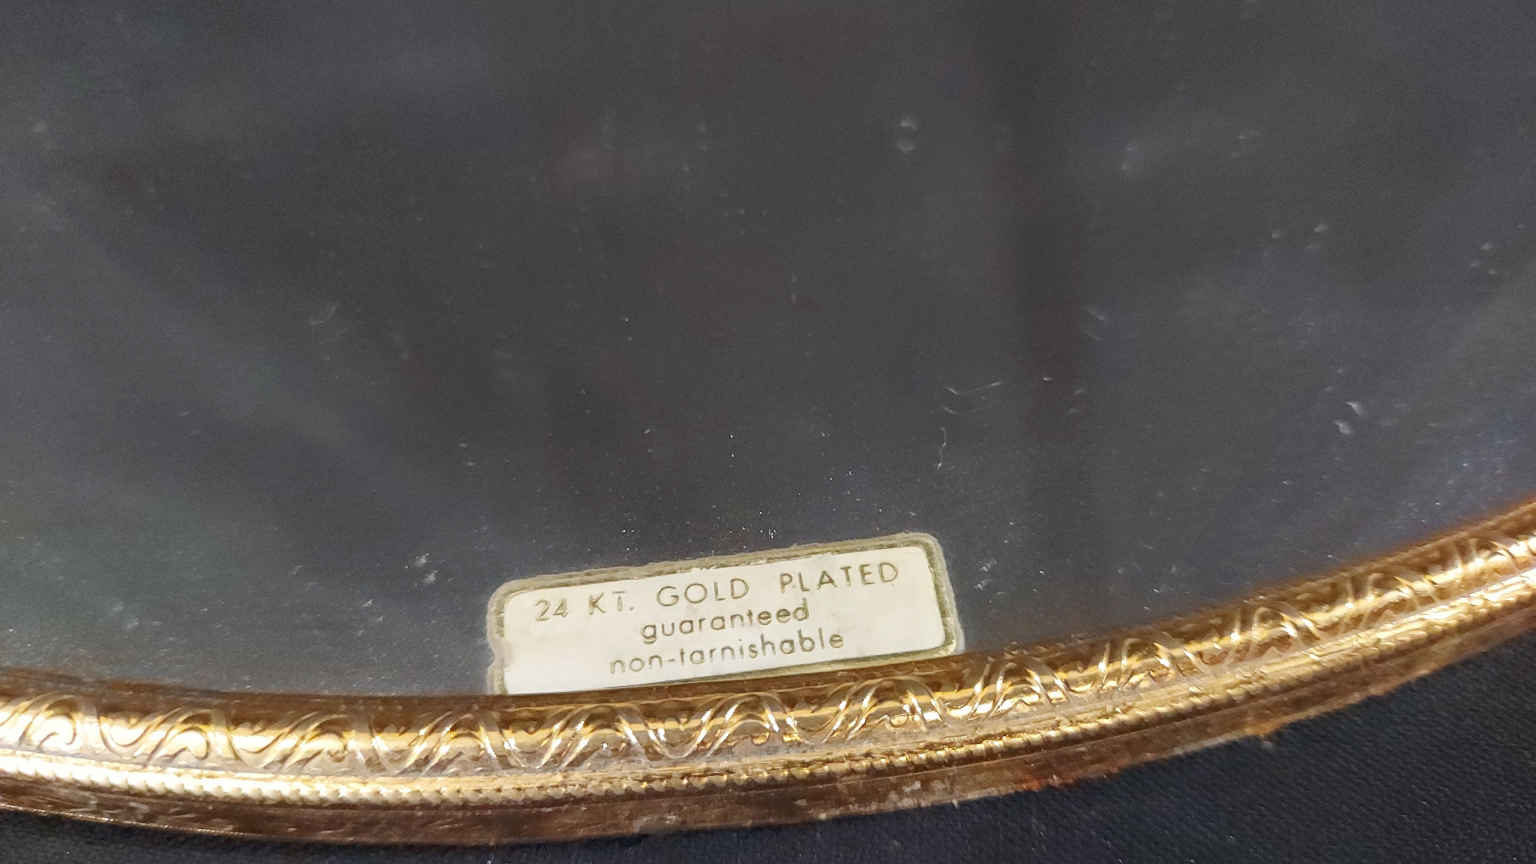 24 KT. GOLD PLATED
guaranteed
non-tarnishable